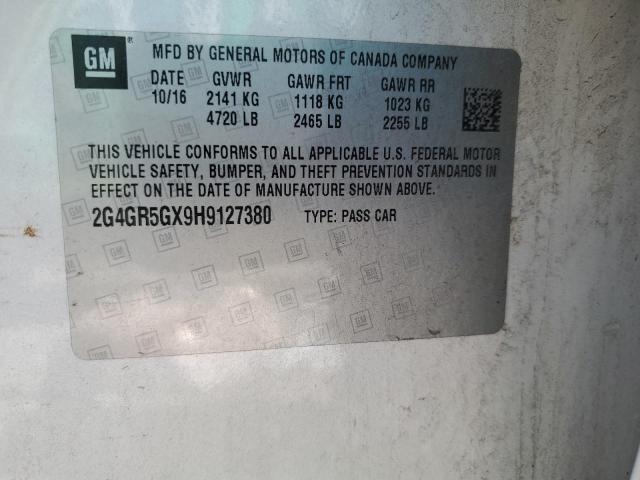 GM ® MFD BY GENERAL MOTORS OF CANADA COMPANY
DATE GVWR GAWR FRT GAWR RR
10/16 2141 KG 1118 KG 1023 KG
4720 LB 2465 LB 2255 LB
THIS VEHICLE CONFORMS TO ALL APPLICABLE U.S. FEDERAL MOTOR
VEHICLE SAFETY, BUMPER, AND THEFT PREVENTION STANDARDS IN
EFFECT ON THE DATE OF MANUFACTURE SHOWN ABOVE.
2G4GR5GX9H9127380 TYPE: PASS CAR